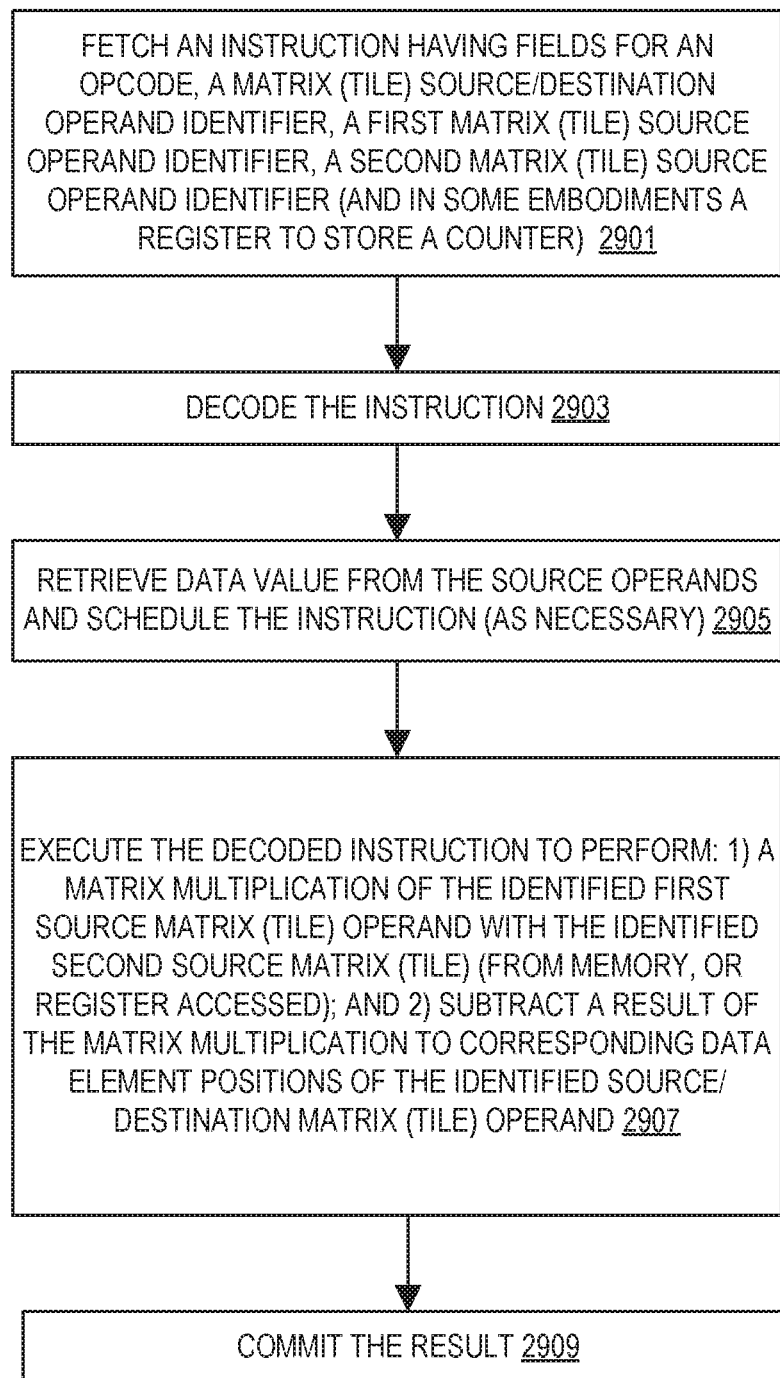 FETCH AN INSTRUCTION HAVING FIELDS FOR AN
OPCODE, A MATRIX (TILE) SOURCE/DESTINATION
OPERAND IDENTIFIER, A FIRST MATRIX (TILE) SOURCE
OPERAND IDENTIFIER, A SECOND MATRIX (TILE) SOURCE
OPERAND IDENTIFIER (AND IN SOME EMBODIMENTS A
REGISTER TO STORE A COUNTER) 2901
DECODE THE INSTRUCTION 2903
RETRIEVE DATA VALUE FROM THE SOURCE OPERANDS
AND SCHEDULE THE INSTRUCTION (AS NECESSARY) 2905
EXECUTE THE DECODED INSTRUCTION TO PERFORM: 1) A
MATRIX MULTIPLICATION OF THE IDENTIFIED FIRST
SOURCE MATRIX (TILE) OPERAND WITH THE IDENTIFIED
SECOND SOURCE MATRIX (TILE) (FROM MEMORY, OR
REGISTER ACCESSED); AND 2) SUBTRACT A RESULT OF
THE MATRIX MULTIPLICATION TO CORRESPONDING DATA
ELEMENT POSITIONS OF THE IDENTIFIED SOURCE/
DESTINATION MATRIX (TILE) OPERAND 2907
COMMIT THE RESULT 2909